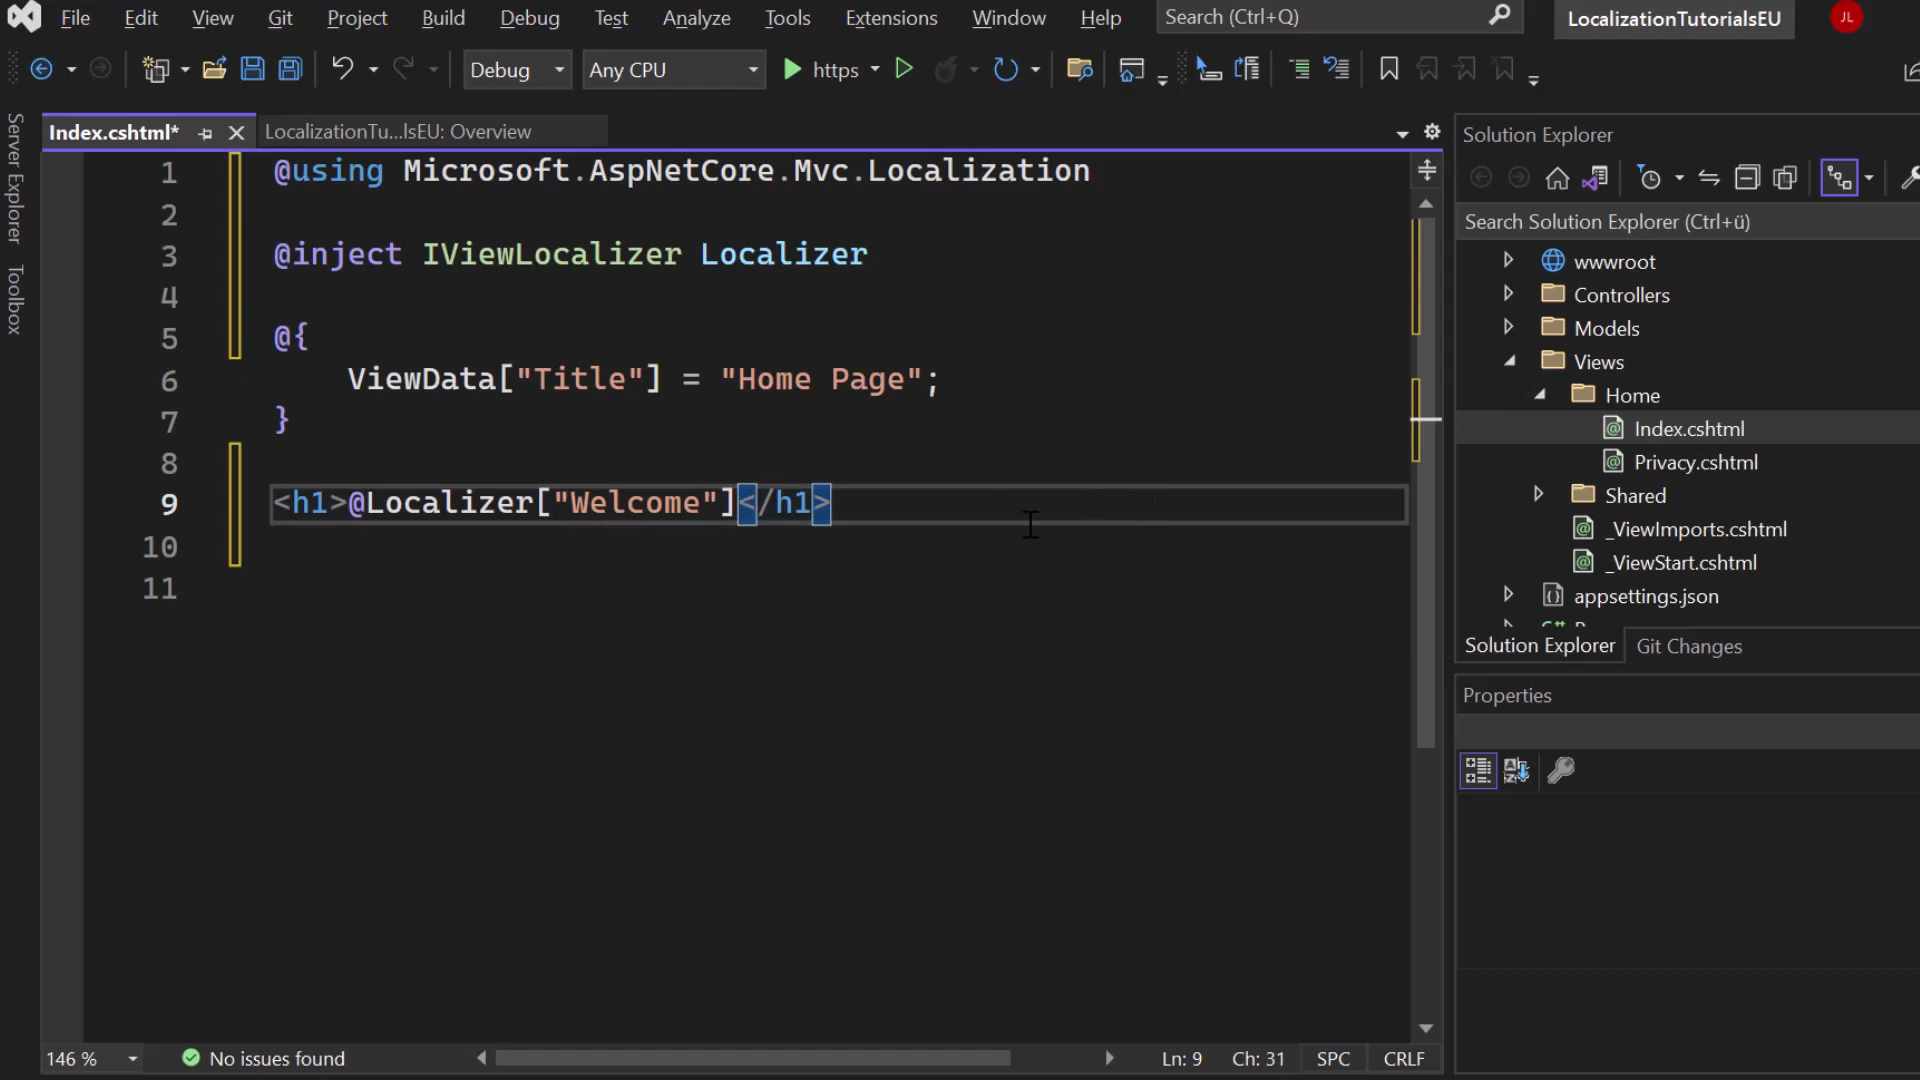 File Edit View Git Project Build Debug Test Analyze Tools Extensions Window Help Search (Ctrl+Q) LocalizationTutorialsEU JL
Debug Any CPU https
Server Explorer
Toolbox
Index.cshtml* LocalizationTu...lsEU: Overview
1 @using Microsoft.AspNetCore.Mvc.Localization
2
3 @inject IViewLocalizer Localizer
4
5 @{
6 ViewData["Title"] = "Home Page";
7 }
8
9 <h1>@Localizer["Welcome"]</h1>
10
11
146 % No issues found Ln: 9 Ch: 31 SPC CRLF
Solution Explorer
Search Solution Explorer (Ctrl+ü)
wwwroot
Controllers
Models
Views
Home
Index.cshtml
Privacy.cshtml
Shared
_ViewImports.cshtml
_ViewStart.cshtml
appsettings.json
Solution Explorer Git Changes
Properties